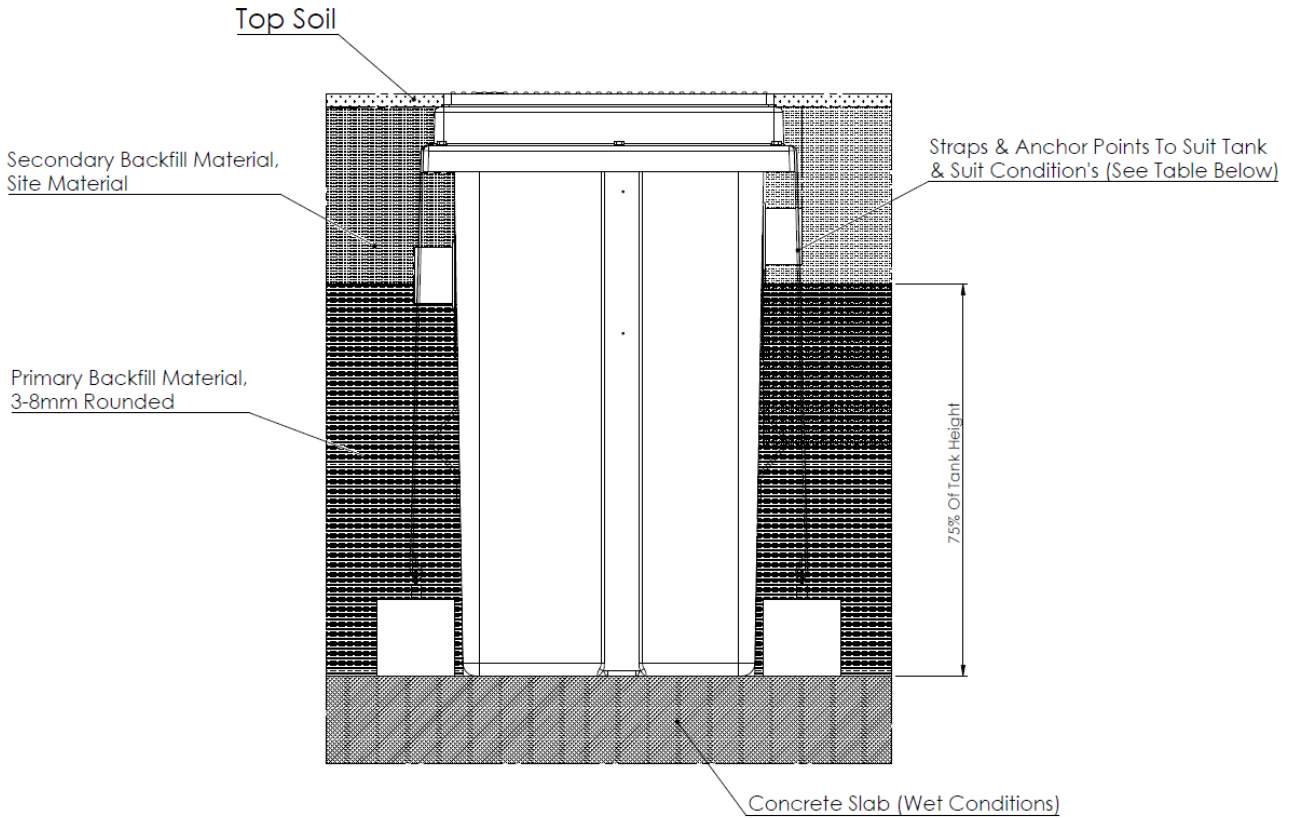 Top Soil
Secondary Backfill Material,
Site Material
Straps & Anchor Points To Suit Tank
& Suit Condition's (See Table Below)
Primary Backfill Material,
3-8mm Rounded
75% Of Tank Height
Concrete Slab (Wet Conditions)